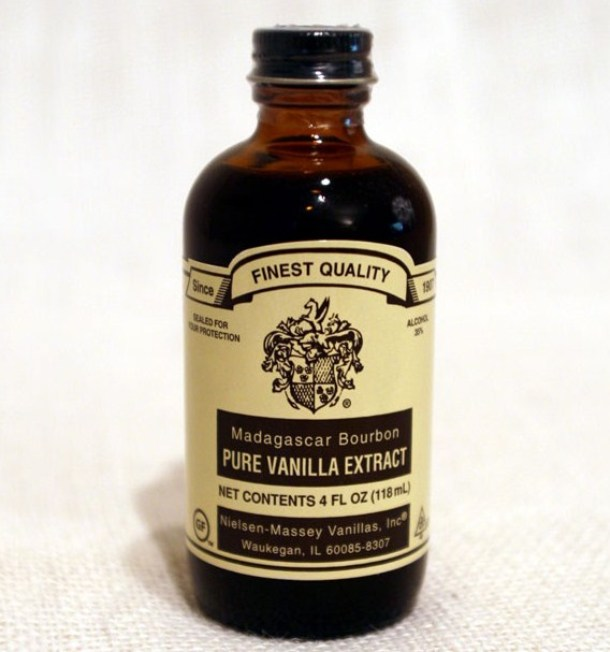 FINEST QUALITY
Since
1907
SEALED FOR
YOUR PROTECTION
ALCOHOL
35%
®
Madagascar Bourbon
PURE VANILLA EXTRACT
NET CONTENTS 4 FL OZ (118 mL)
GF
Nielsen-Massey Vanillas, Inc®
Waukegan, IL 60085-8307